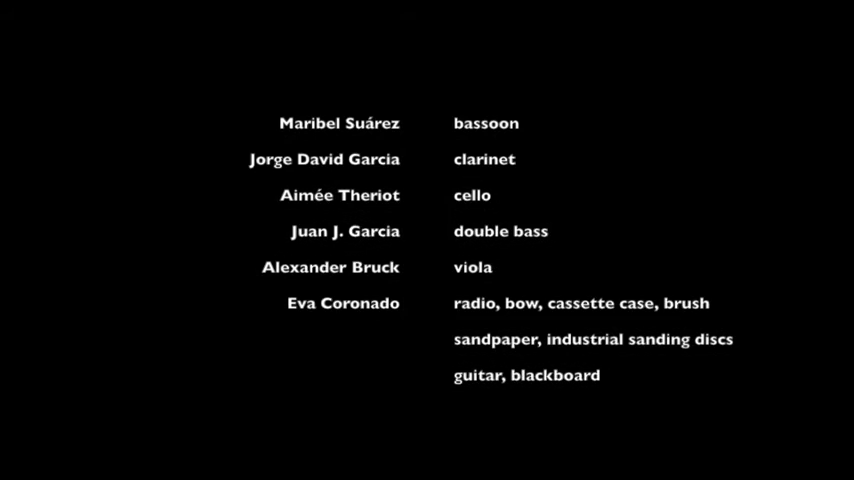 Maribel Suárez bassoon
Jorge David Garcia clarinet
Aimée Theriot cello
Juan J. Garcia double bass
Alexander Bruck viola
Eva Coronado radio, bow, cassette case, brush
sandpaper, industrial sanding discs
guitar, blackboard